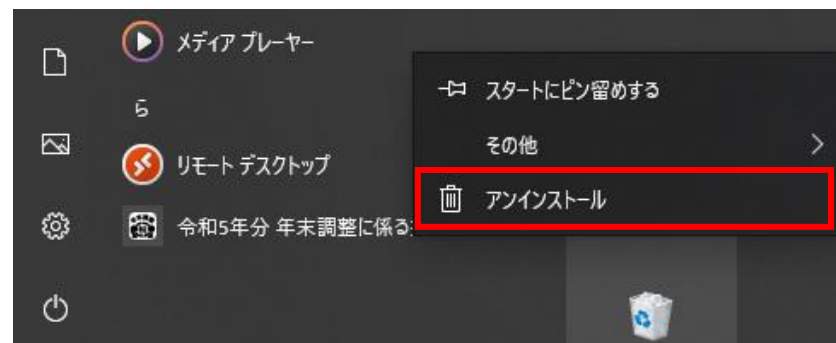 メディア プレーヤー
ら
リモート デスクトップ
令和5年分 年末調整に係る
スタートにピン留めする
その他
アンインストール